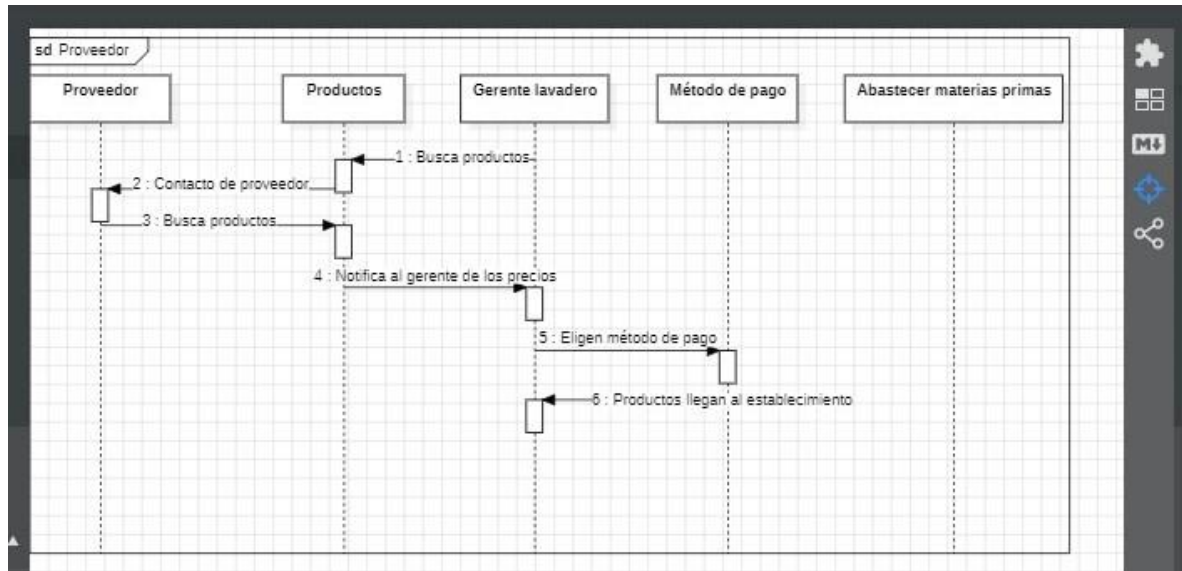 sd Proveedor
Proveedor
Productos
Gerente lavadero
Método de pago
Abastecer materias primas
1 : Busca productos
2 : Contacto de proveedor
3 : Busca productos
4 : Notifica al gerente de los precios
5 : Eligen método de pago
6 : Productos llegan al establecimiento
M